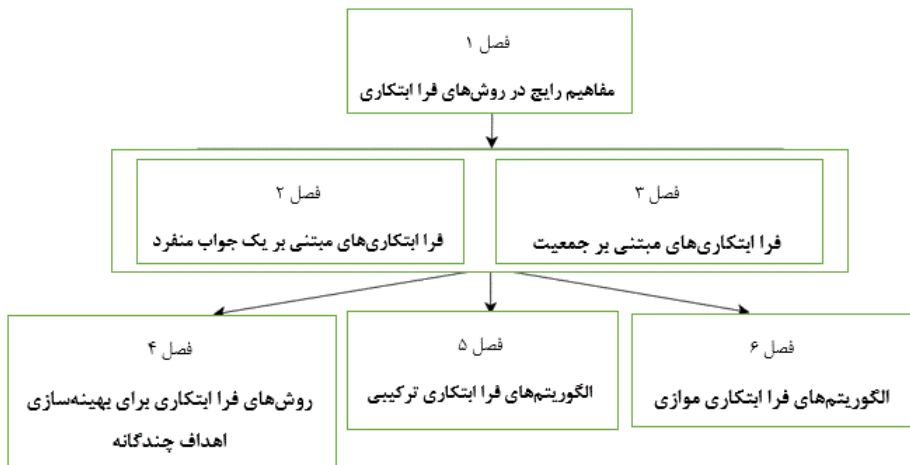 فصل ۱
مفاهیم رایج در روش‌های فرا ابتکاری
فصل ۳
فرا ابتکاری‌های مبتنی بر جمعیت
فصل ۲
فرا ابتکاری‌های مبتنی بر یک جواب منفرد
فصل ۶
الگوریتم‌های فرا ابتکاری موازی
فصل ۵
الگوریتم‌های فرا ابتکاری ترکیبی
فصل ۴
روش‌های فرا ابتکاری برای بهینه‌سازی
اهداف چندگانه